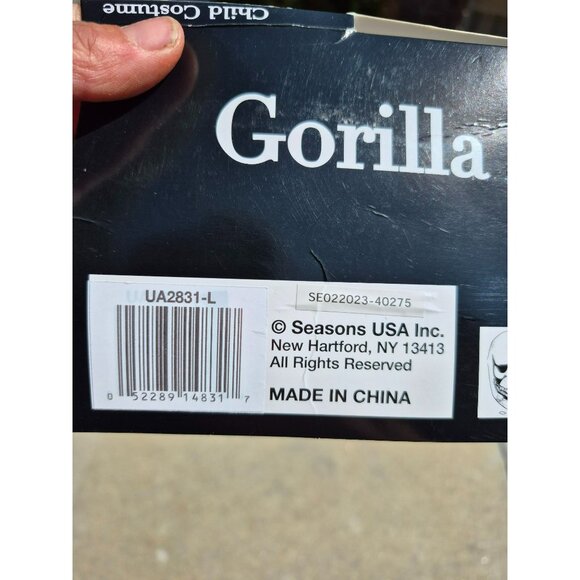 Child Costume
Gorilla
UA2831-L
0 52289 14831 7
SE022023-40275
© Seasons USA Inc.
New Hartford, NY 13413
All Rights Reserved
MADE IN CHINA